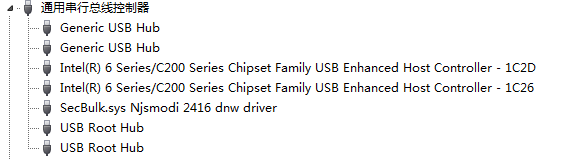 通用串行总线控制器
Generic USB Hub
Generic USB Hub
Intel(R) 6 Series/C200 Series Chipset Family USB Enhanced Host Controller - 1C2D
Intel(R) 6 Series/C200 Series Chipset Family USB Enhanced Host Controller - 1C26
SecBulk.sys Njsmodi 2416 dnw driver
USB Root Hub
USB Root Hub